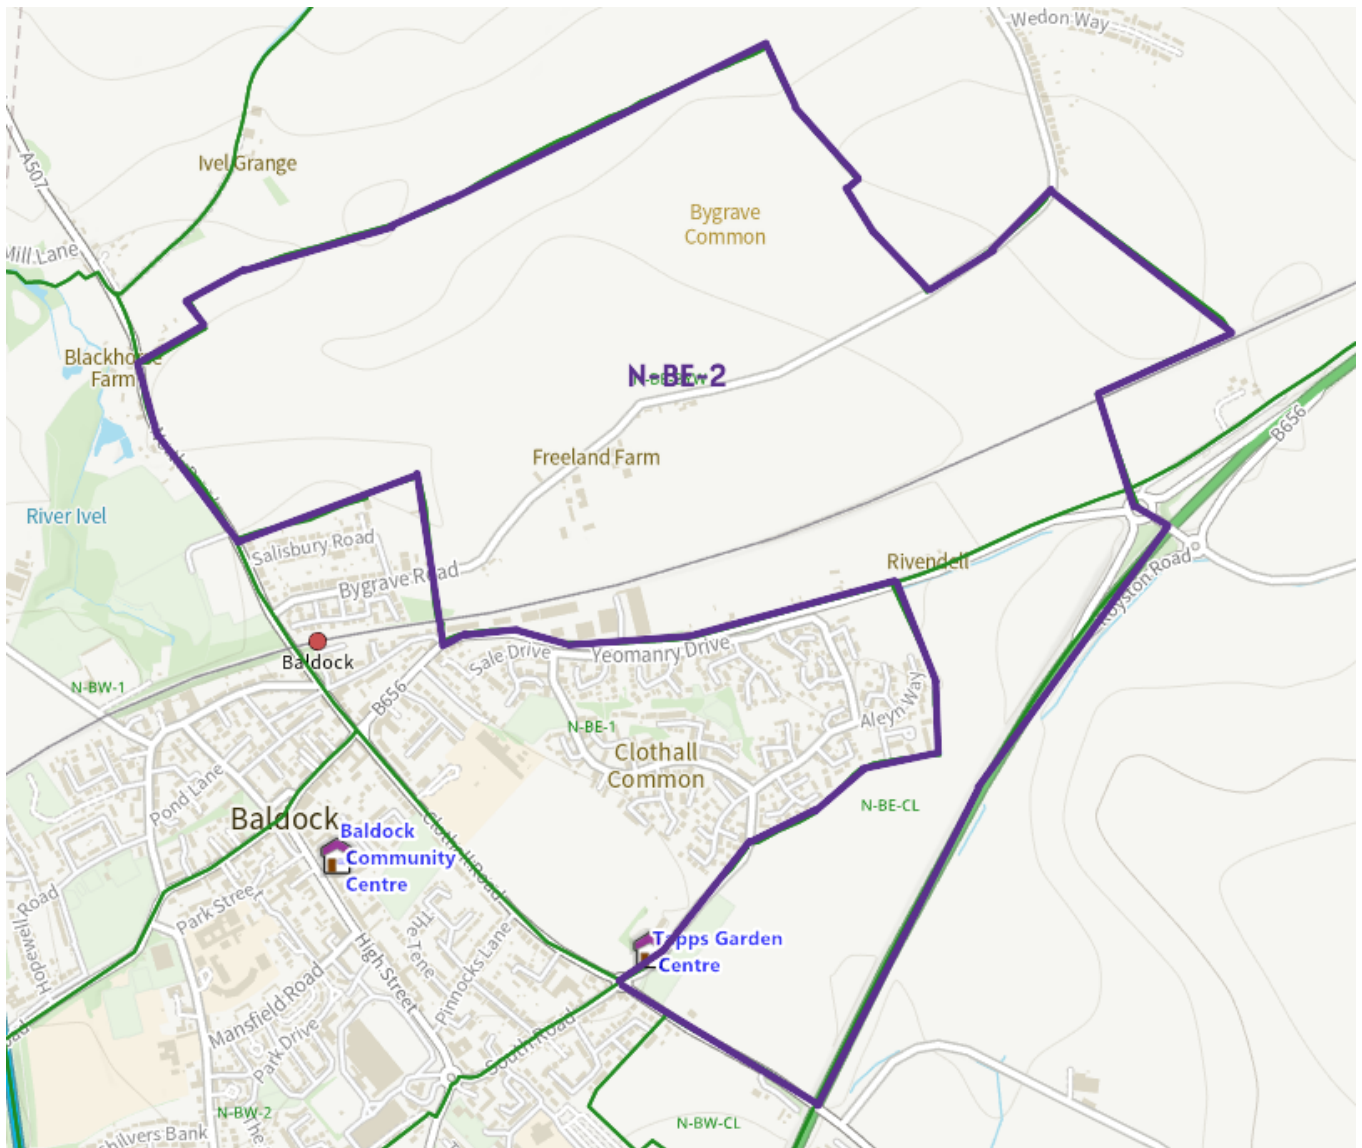 Wedon Way
A507
Ivel Grange
Mill Lane
Bygrave
Common
Blackhorse
Farm
N-BE-2
B656
Freeland Farm
River Ivel
Salisbury Road
Bygrave Road
Rivendell
Royston Road
Baldock
Sale Drive
Yeomanry Drive
N-BW-1
B656
Aleyn Way
N-BE-1
Clothall
Common
Pond Lane
N-BE-CL
Baldock
Baldock
Community
Centre
Clothall Road
Hopewell Road
Park Street
The Tene
High Street
Pinnocks Lane
Tapps Garden
Centre
Mansfield Road
Park Drive
South Road
N-BW-2
N-BW-CL
The
hilvers Bank